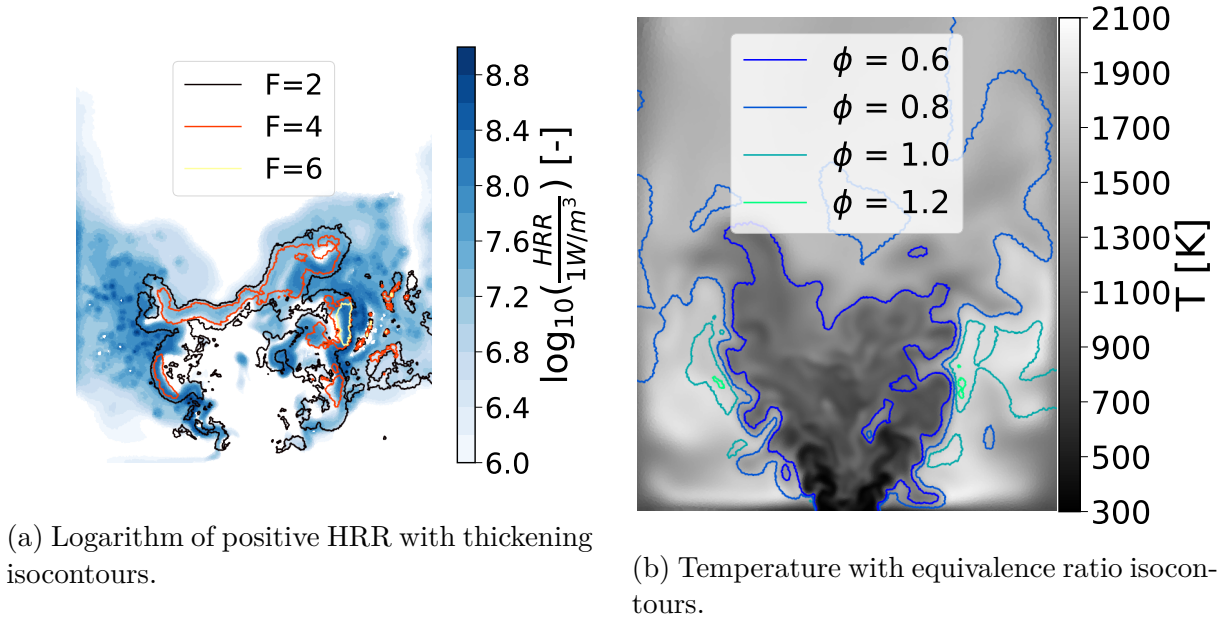 F=2
F=4
F=6
8.8
8.4
8.0
7.6
7.2
6.8
6.4
6.0
log₁₀(HRR/1W/m³) [-]
(a) Logarithm of positive HRR with thickening
isocontours.
ϕ = 0.6
ϕ = 0.8
ϕ = 1.0
ϕ = 1.2
2100
1900
1700
1500
1300
1100
900
700
500
300
T [K]
(b) Temperature with equivalence ratio isocon-
tours.